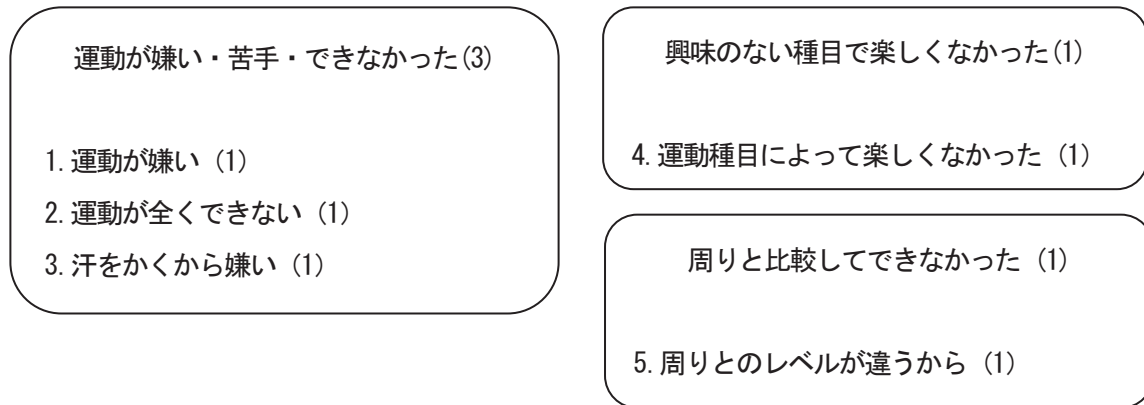 運動が嫌い・苦手・できなかった(3)
1. 運動が嫌い (1)
2. 運動が全くできない (1)
3. 汗をかくから嫌い (1)
興味のない種目で楽しくなかった(1)
4. 運動種目によって楽しくなかった (1)
周りと比較してできなかった (1)
5. 周りとのレベルが違うから (1)